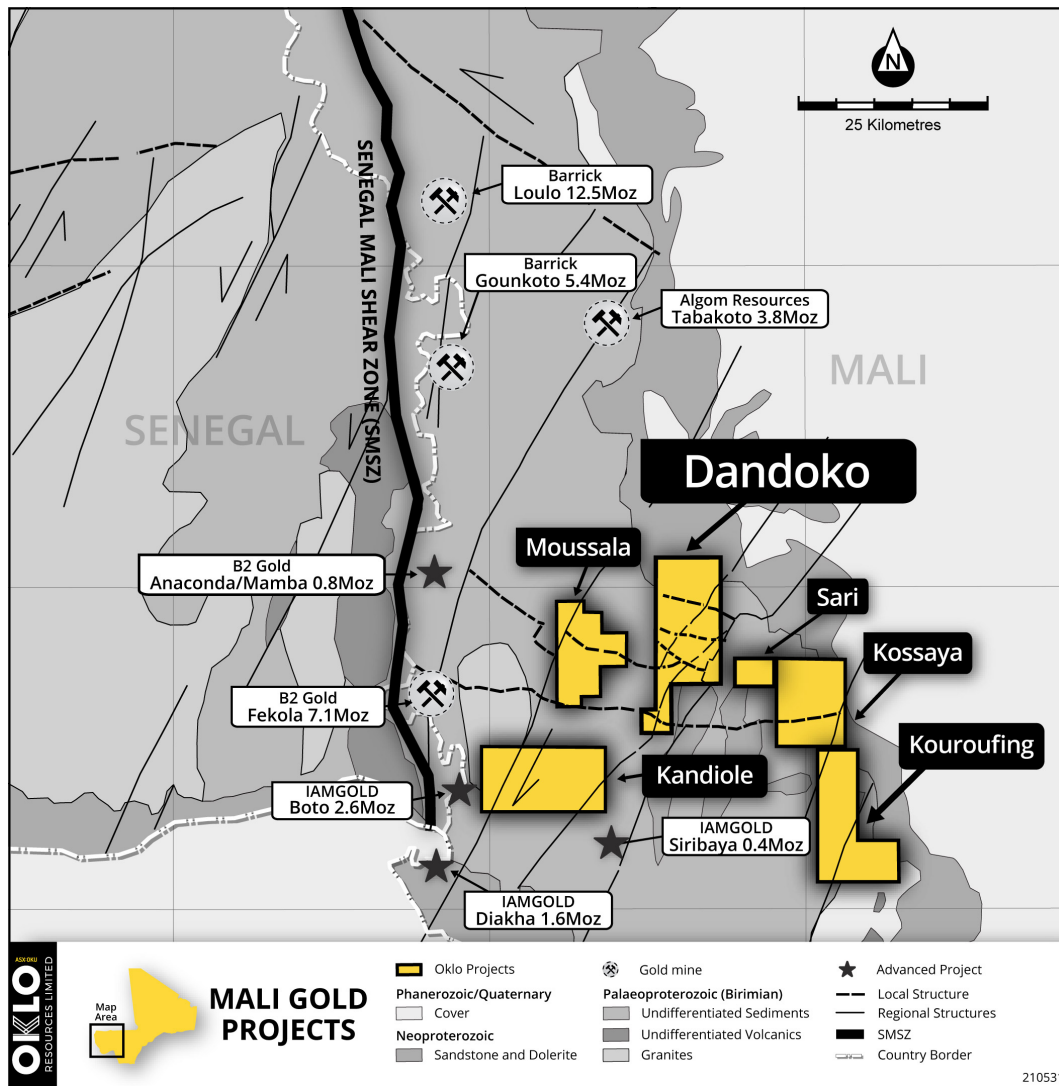 N
25 Kilometres
SENEGAL MALI SHEAR ZONE (SMSZ)
Barrick
Loulo 12.5Moz
Barrick
Gounkoto 5.4Moz
Algom Resources
Tabakoto 3.8Moz
MALI
SENEGAL
Dandoko
Moussala
B2 Gold
Anaconda/Mamba 0.8Moz
Sari
Kossaya
B2 Gold
Fekola 7.1Moz
Kouroufing
Kandiole
IAMGOLD
Boto 2.6Moz
IAMGOLD
Siribaya 0.4Moz
IAMGOLD
Diakha 1.6Moz
ASX:OKU
OKLO
RESOURCES LIMITED
Map
Area
MALI GOLD
PROJECTS
Oklo Projects
Phanerozoic/Quaternary
Cover
Neoproterozoic
Sandstone and Dolerite
Gold mine
Palaeoproterozoic (Birimian)
Undifferentiated Sediments
Undifferentiated Volcanics
Granites
Advanced Project
Local Structure
Regional Structures
SMSZ
Country Border
21053